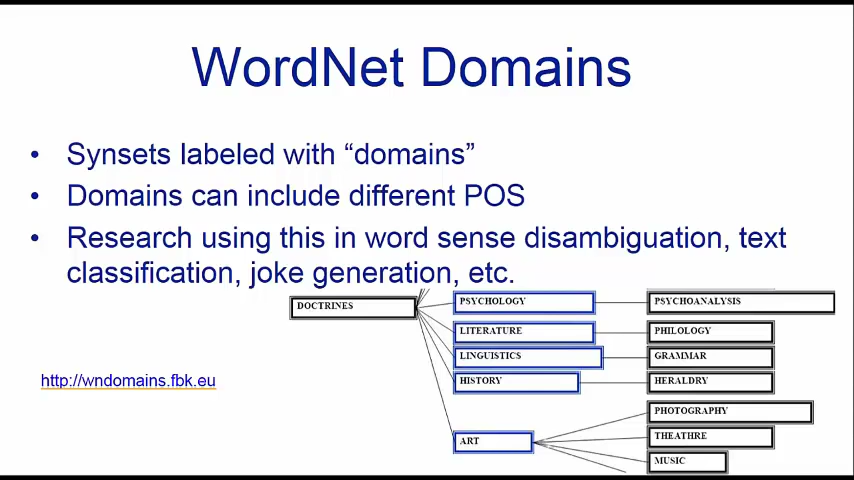 WordNet Domains
• Synsets labeled with “domains”
• Domains can include different POS
• Research using this in word sense disambiguation, text
classification, joke generation, etc.
DOCTRINES
PSYCHOLOGY
PSYCHOANALYSIS
LITERATURE
PHILOLOGY
LINGUISTICS
GRAMMAR
HISTORY
HERALDRY
ART
PHOTOGRAPHY
THEATHRE
MUSIC
http://wndomains.fbk.eu